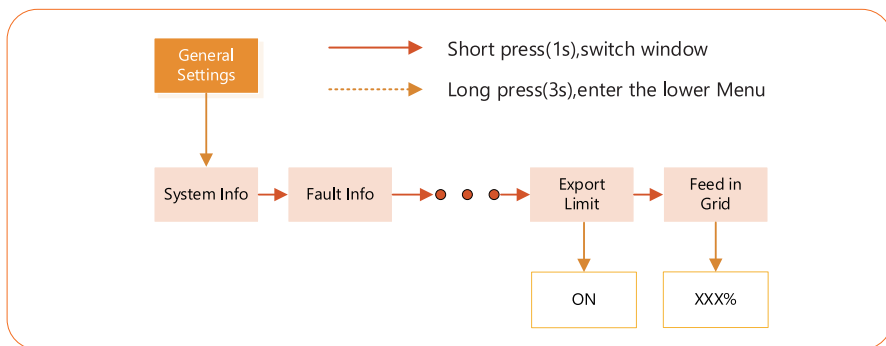 General
Settings
Short press(1s),switch window
Long press(3s),enter the lower Menu
System Info
Fault Info
Export
Limit
Feed in
Grid
ON
XXX%